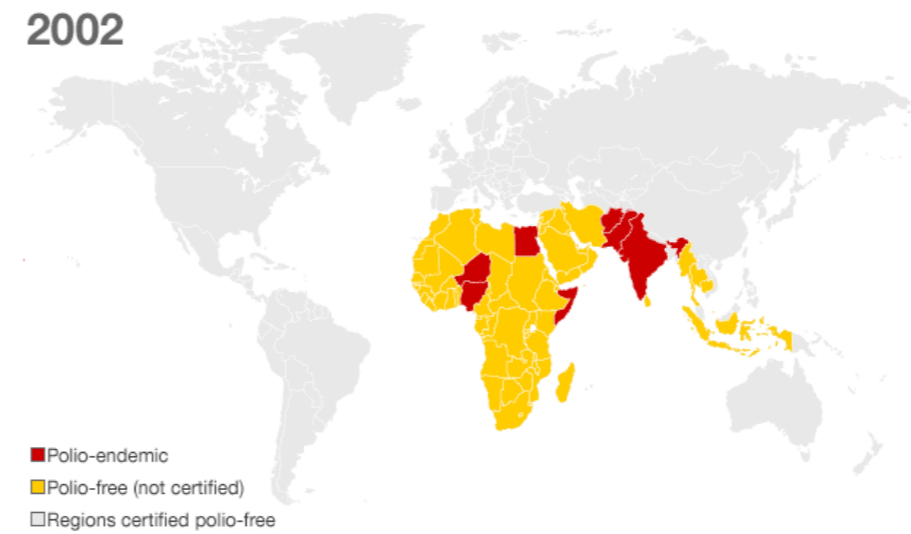 2002
Polio-endemic
Polio-free (not certified)
Regions certified polio-free